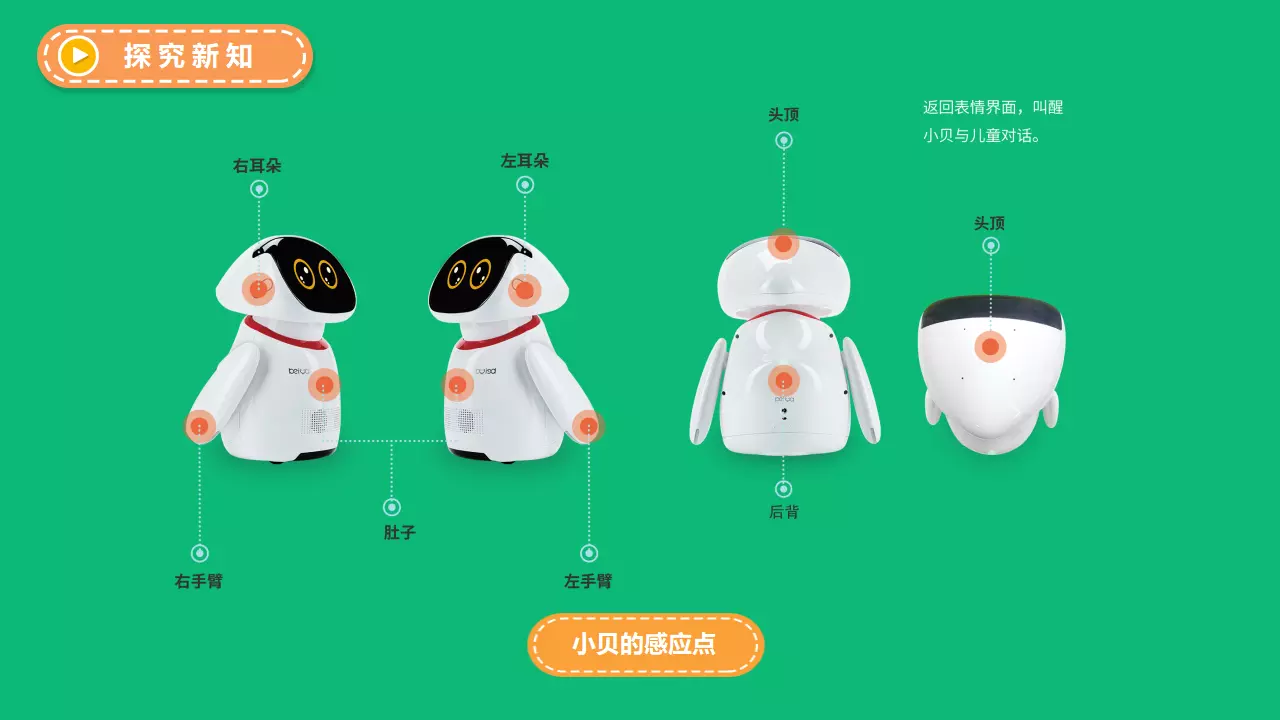 探究新知
头顶
返回表情界面，叫醒
小贝与儿童对话。
右耳朵
左耳朵
头顶
后背
肚子
右手臂
左手臂
小贝的感应点